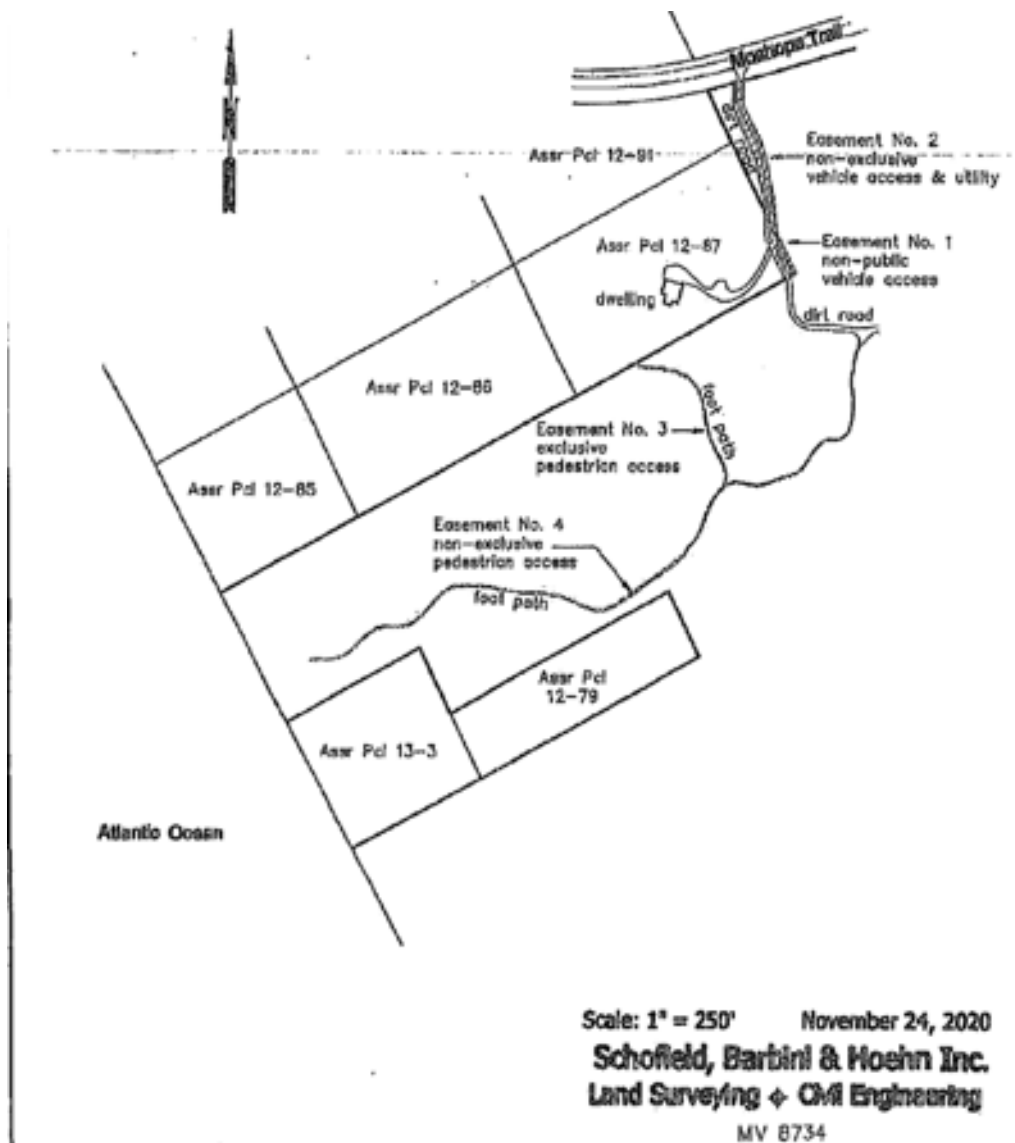 Moshops Trail
dirt road
Easement No. 2
non-exclusive
vehicle access & utility
Assr Pcl 12-91
Assr Pcl 12-87
dwelling
Easement No. 1
non-public
vehicle access
dirt road
Assr Pcl 12-86
foot path
Easement No. 3
exclusive
pedestrian access
Assr Pcl 12-85
Easement No. 4
non-exclusive
pedestrian access
foot path
Assr Pcl
12-79
Assr Pcl 13-3
Atlantic Ocean
Scale: 1" = 250'
November 24, 2020
Schofield, Barbini & Hoehn Inc.
Land Surveying Civil Engineering
MV 8734